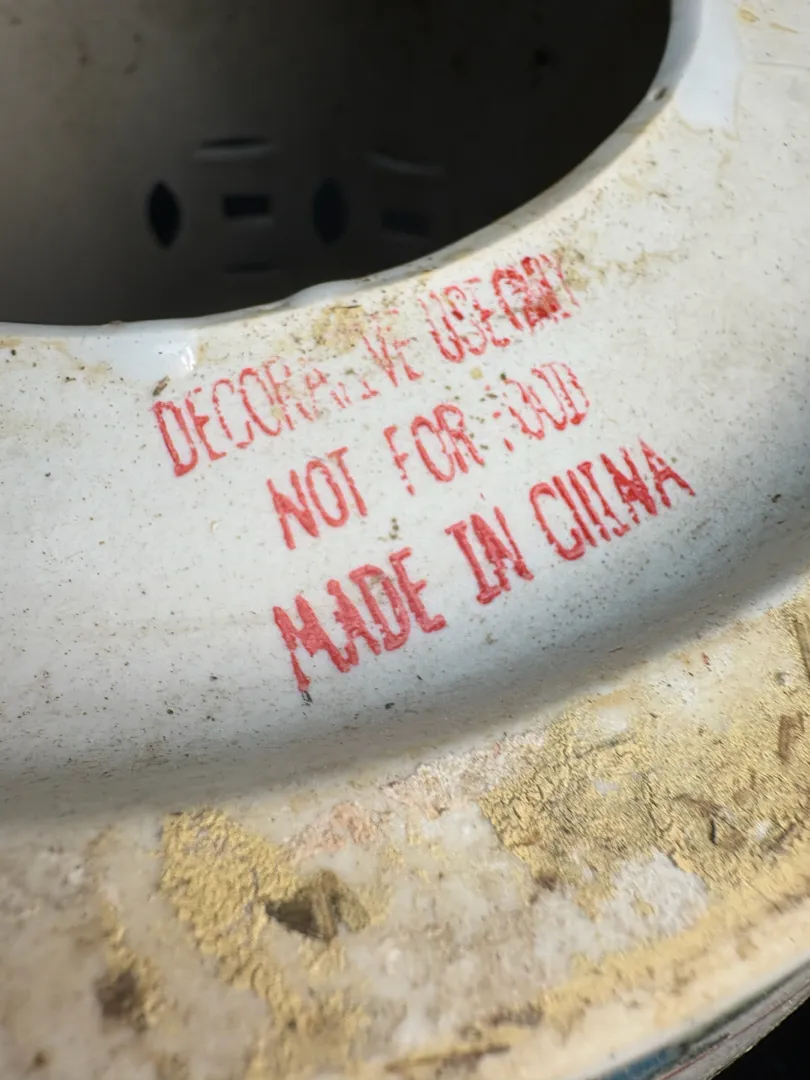 DECORATIVE USE ONLY
NOT FOR FOOD
MADE IN CHINA